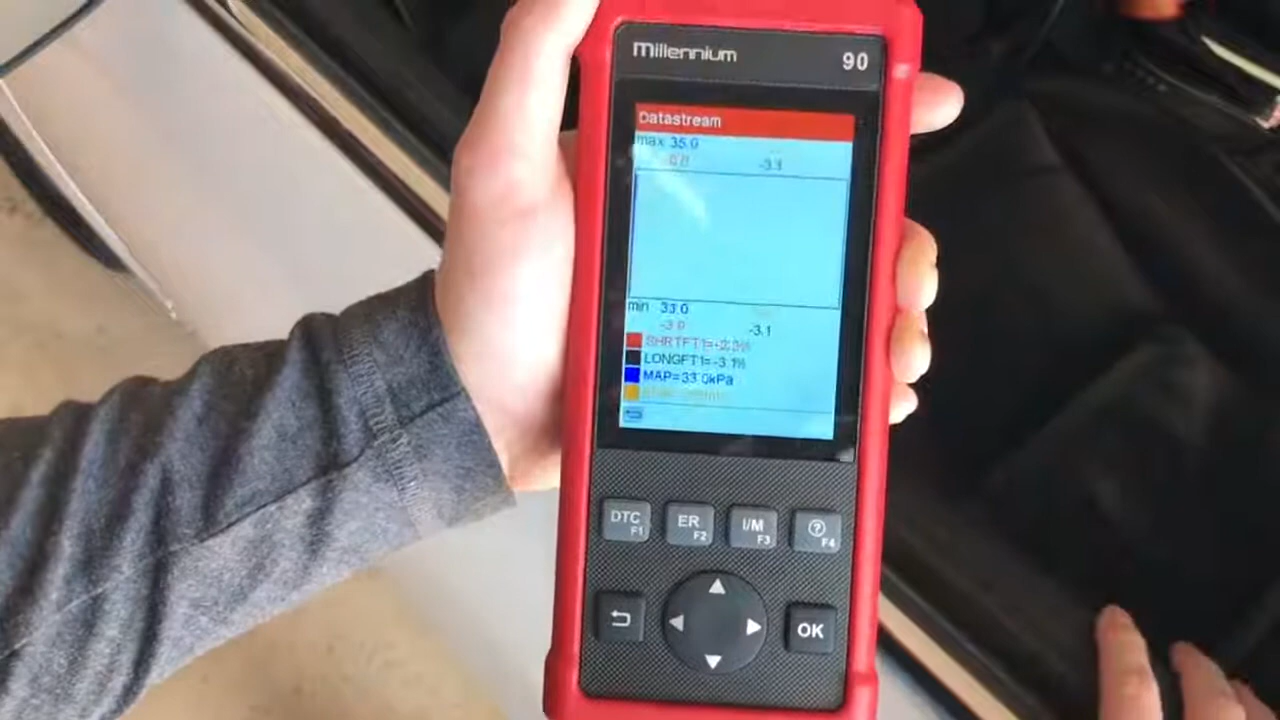 Millennium 90
Datastream
max 35.0
-3.1
min 33.0
-3.0 -3.1
LONGFT1=-3.1%
MAP=33.0kPa
DTC F1 ER F2 I/M F3 ? F4
OK